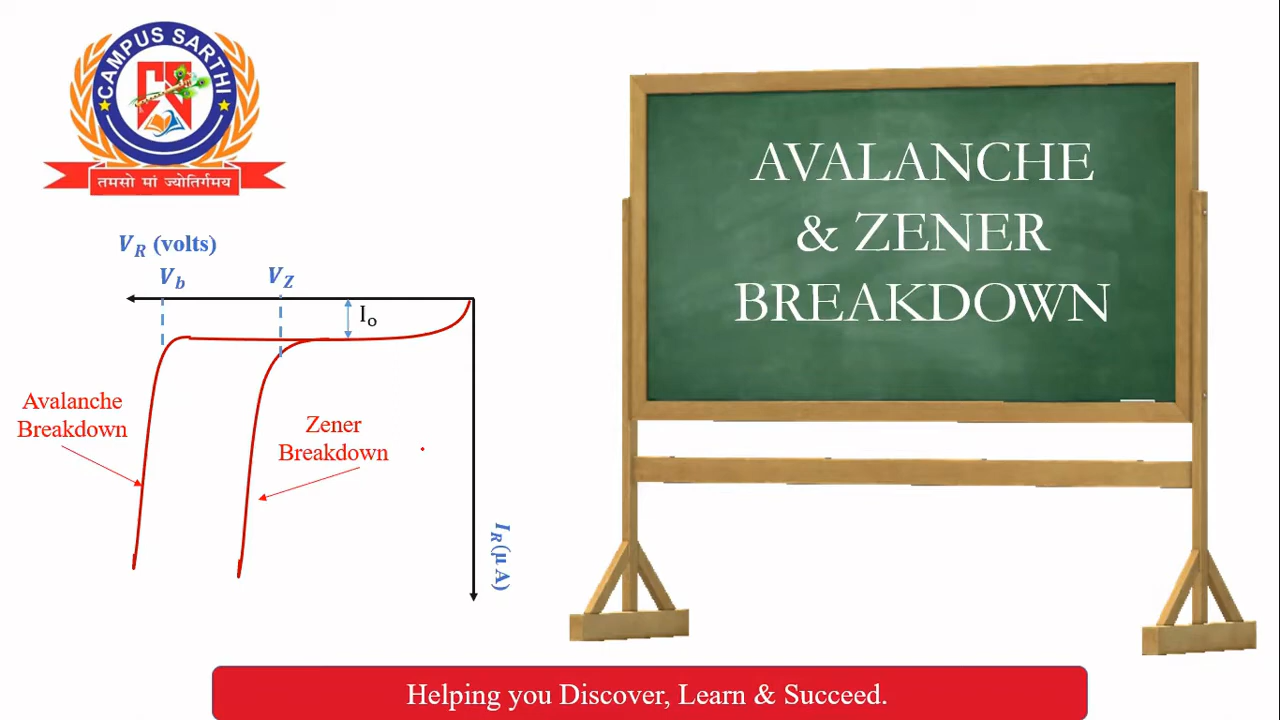 CAMPUS SARTHI
CS
तमसो मां ज्योतिर्गमय
AVALANCHE
& ZENER
BREAKDOWN
V_R (volts)
V_b
V_Z
I_o
Avalanche
Breakdown
Zener
Breakdown
I_R (μ A)
Helping you Discover, Learn & Succeed.